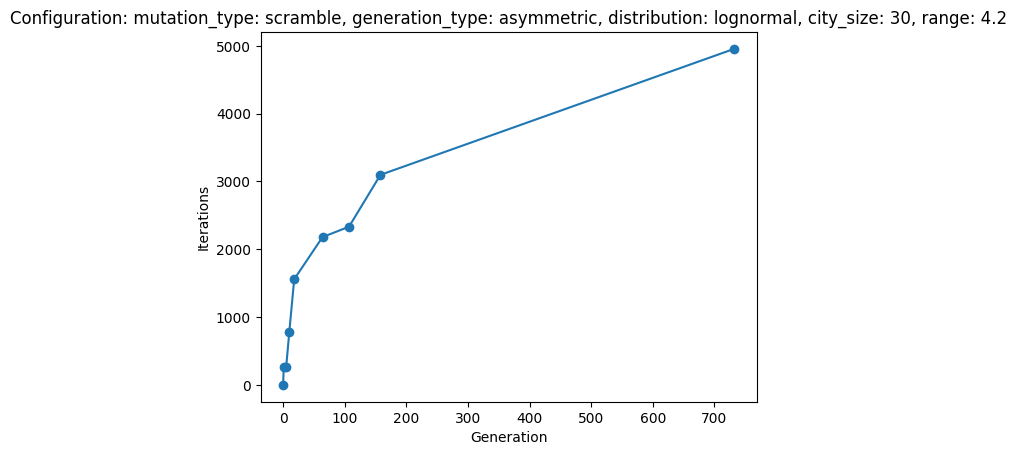 Configuration: mutation_type: scramble, generation_type: asymmetric, distribution: lognormal, city_size: 30, range: 4.2
5000
4000
3000
2000
1000
0
Iterations
0 100 200 300 400 500 600 700
Generation